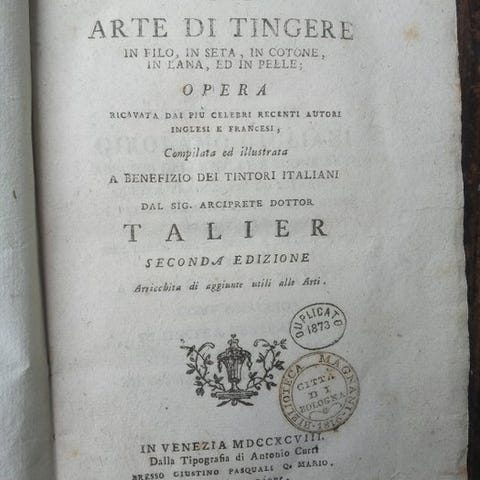 ARTE DI TINGERE
IN FILO, IN SETA, IN COTONE,
IN LANA, ED IN PELLE;
OPERA
RICAVATA DAI PIÙ CELEBRI RECENTI AUTORI
INGLESI E FRANCESI,
Compilata ed illustrata
A BENEFIZIO DEI TINTORI ITALIANI
DAL SIG. ARCIPRETE DOTTOR
TALIER
SECONDA EDIZIONE
Arricchita di aggiunte utili alle Arti.
DUPLICATO
1873
BIBLIOTECA MAGNANI
CITTÀ
DI
BOLOGNA
IN VENEZIA MDCCXCVIII.
Dalla Tipografia di Antonio Curti
PRESSO GIUSTINO PASQUALI Q. MARIO.